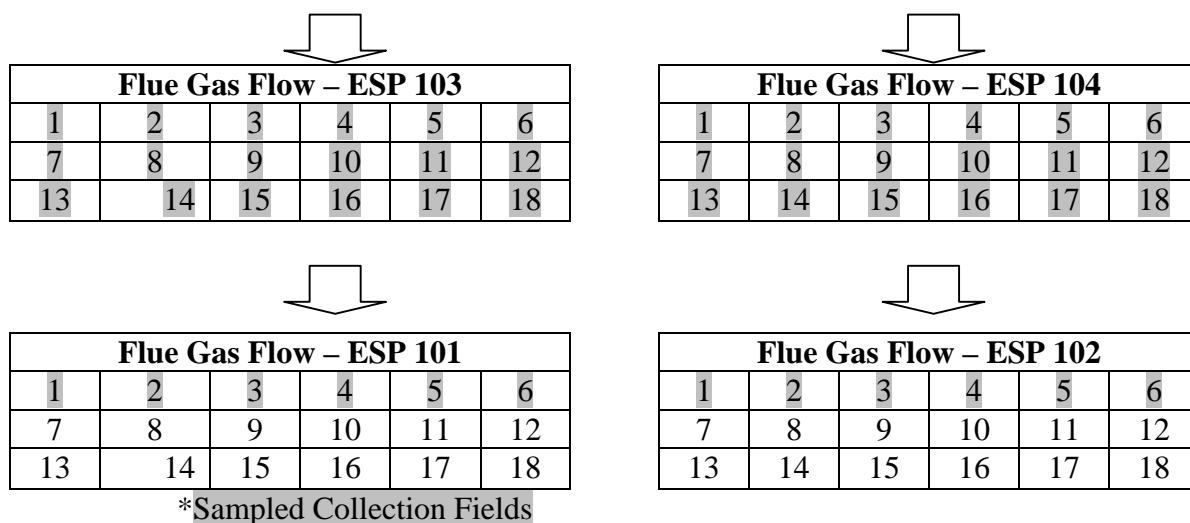 Flue Gas Flow – ESP 103
1 2 3 4 5 6
7 8 9 10 11 12
13 14 15 16 17 18
Flue Gas Flow – ESP 104
1 2 3 4 5 6
7 8 9 10 11 12
13 14 15 16 17 18
Flue Gas Flow – ESP 101
1 2 3 4 5 6
7 8 9 10 11 12
13 14 15 16 17 18
*Sampled Collection Fields
Flue Gas Flow – ESP 102
1 2 3 4 5 6
7 8 9 10 11 12
13 14 15 16 17 18